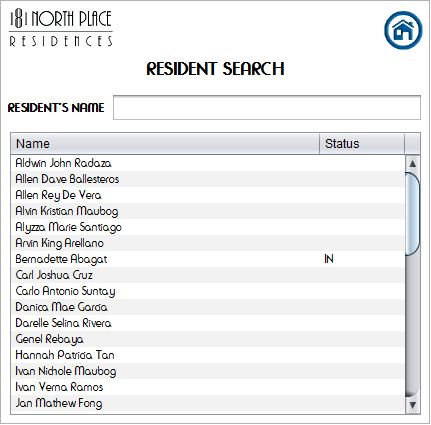 181 NORTH PLACE
RESIDENCES
RESIDENT SEARCH
RESIDENT'S NAME
Name Status
Aldwin John Radaza
Allen Dave Ballesteros
Allen Rey De Vera
Alvin Kristian Maubog
Alyzza Marie Santiago
Arvin King Arellano
Bernadette Abagat IN
Carl Joshua Cruz
Carlo Antonio Suntay
Danica Mae Garcia
Darelle Selina Rivera
Genel Rebaya
Hannah Patricia Tan
Ivan Nichole Maubog
Ivan Verna Ramos
Jan Mathew Fong